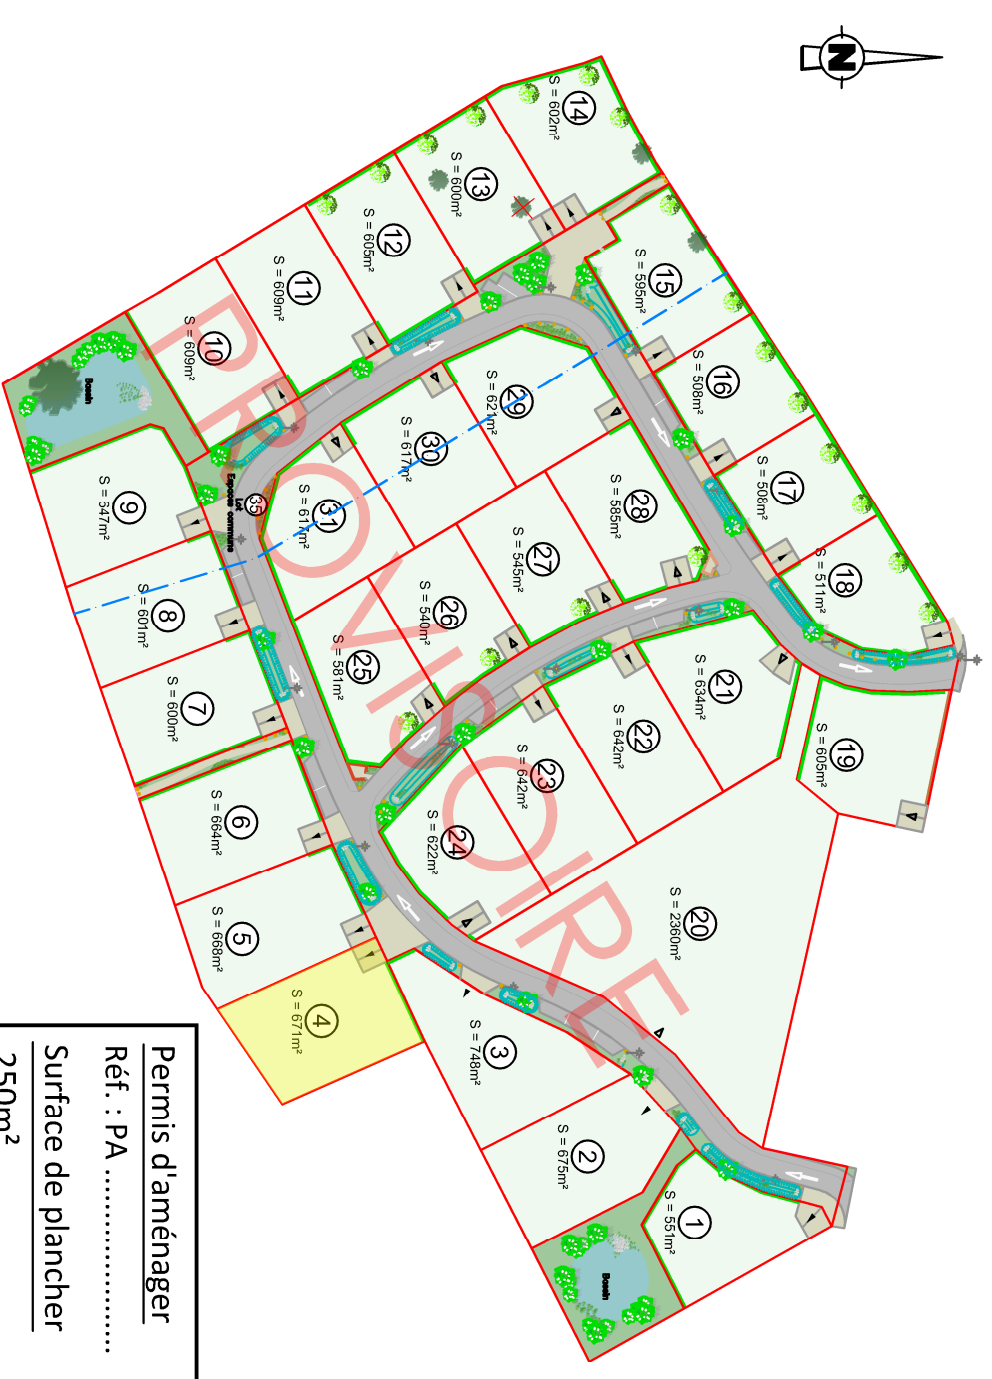 N
14
S = 602m²
13
S = 600m²
12
S = 605m²
11
S = 609m²
10
S = 609m²
15
S = 595m²
16
S = 508m²
17
S = 508m²
18
S = 511m²
19
S = 605m²
20
S = 2360m²
21
S = 634m²
22
S = 642m²
23
S = 642m²
24
S = 622m²
25
S = 581m²
26
S = 540m²
27
S = 545m²
28
S = 585m²
29
S = 621m²
30
S = 617m²
31
S = 617m²
35
Lot
Espaces commune
Bassin
9
S = 547m²
8
S = 601m²
7
S = 600m²
6
S = 664m²
5
S = 668m²
4
S = 671m²
3
S = 748m²
2
S = 675m²
1
S = 551m²
Bassin
PROVISOIRE
Permis d'aménager
Réf. : PA ........................
Surface de plancher
250m²